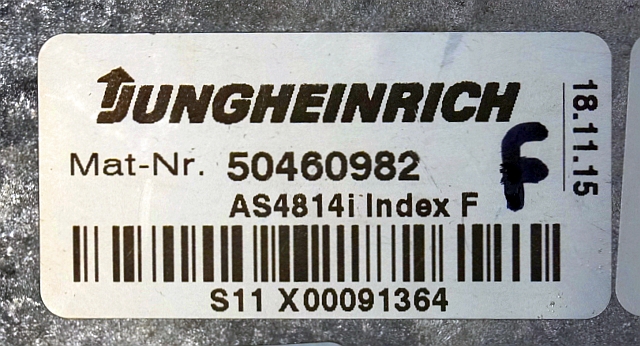 JUNGHEINRICH
Mat-Nr. 50460982
AS4814i Index F
S11 X00091364
F
18.11.15